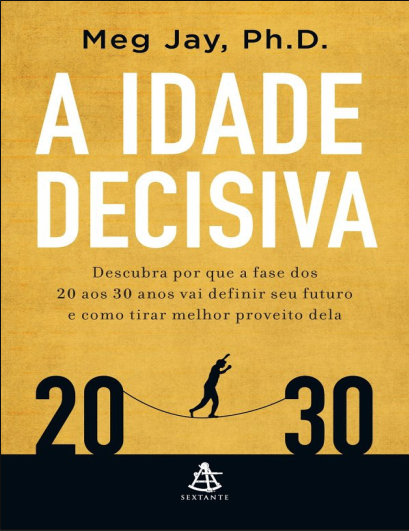 Meg Jay, Ph.D.
A IDADE
DECISIVA
Descubra por que a fase dos
20 aos 30 anos vai definir seu futuro
e como tirar melhor proveito dela
20 30
SEXTANTE